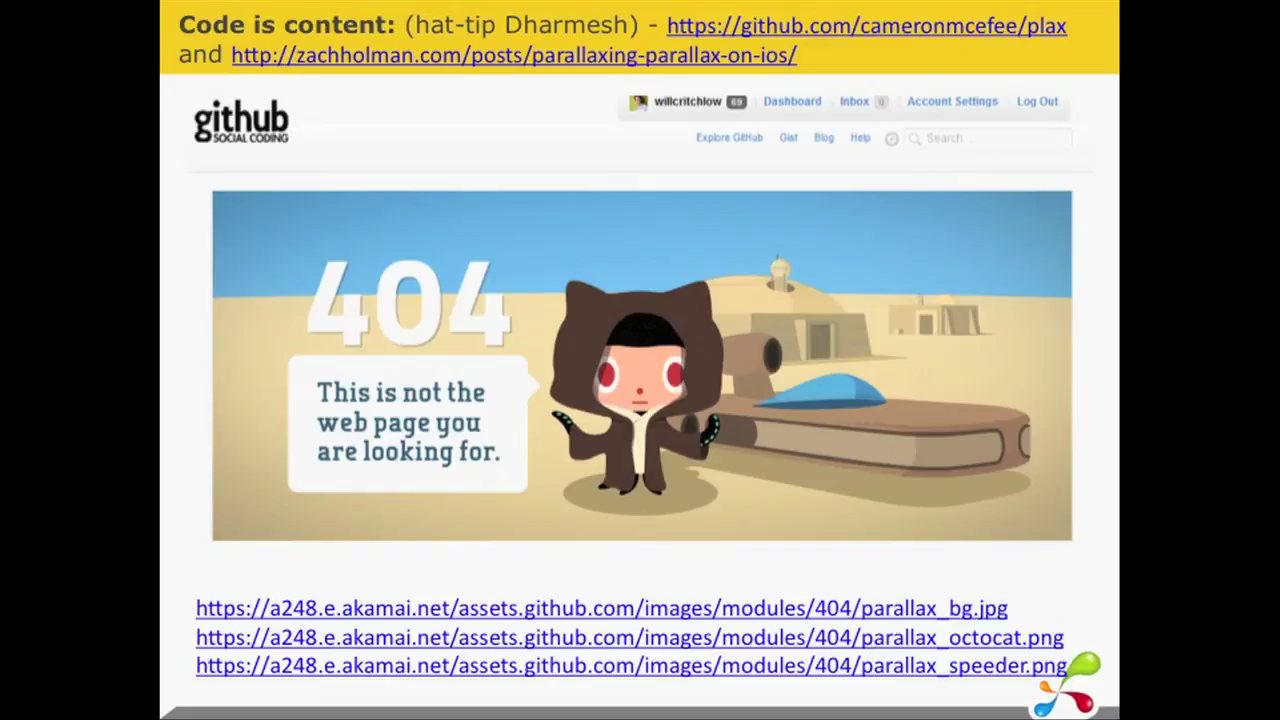 Code is content: (hat-tip Dharmesh) - https://github.com/cameronmcefee/plax
and http://zachholman.com/posts/parallaxing-parallax-on-ios/
github
SOCIAL CODING
willcritchlow 69 Dashboard Inbox 0 Account Settings Log Out
Explore GitHub Gist Blog Help Search
404
This is not the
web page you
are looking for.
https://a248.e.akamai.net/assets.github.com/images/modules/404/parallax_bg.jpg
https://a248.e.akamai.net/assets.github.com/images/modules/404/parallax_octocat.png
https://a248.e.akamai.net/assets.github.com/images/modules/404/parallax_speeder.png